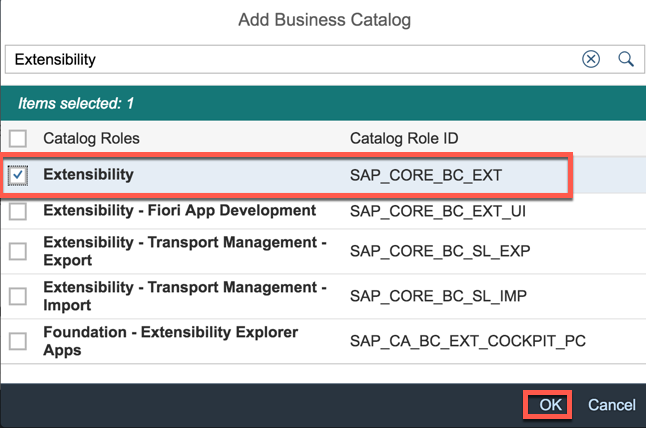 Add Business Catalog
Extensibility
Items selected: 1
Catalog Roles Catalog Role ID
Extensibility SAP_CORE_BC_EXT
Extensibility - Fiori App Development SAP_CORE_BC_EXT_UI
Extensibility - Transport Management -
Export SAP_CORE_BC_SL_EXP
Extensibility - Transport Management -
Import SAP_CORE_BC_SL_IMP
Foundation - Extensibility Explorer
Apps SAP_CA_BC_EXT_COCKPIT_PC
OK Cancel